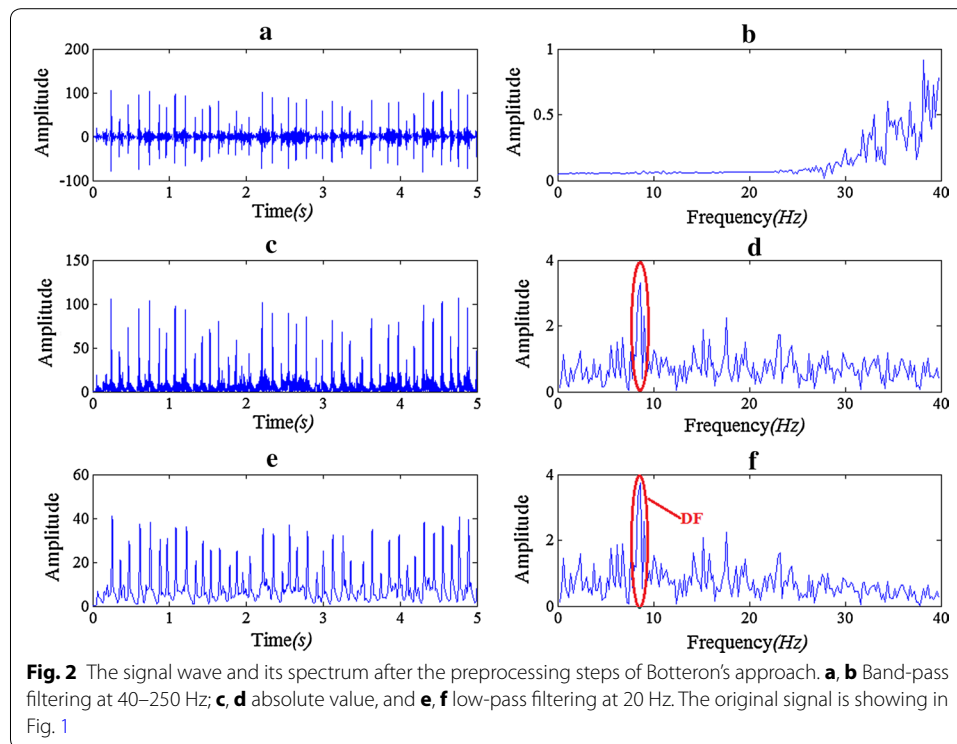 a
200
100
0
-100
Amplitude
0 1 2 3 4 5
Time(s)
b
1
0.5
0
Amplitude
0 10 20 30 40
Frequency(Hz)
c
150
100
50
0
Amplitude
0 1 2 3 4 5
Time(s)
d
4
2
0
Amplitude
0 10 20 30 40
Frequency(Hz)
e
60
40
20
0
Amplitude
0 1 2 3 4 5
Time(s)
f
4
2
0
Amplitude
DF
0 10 20 30 40
Frequency(Hz)
Fig. 2 The signal wave and its spectrum after the preprocessing steps of Botteron’s approach. a, b Band-pass
filtering at 40–250 Hz; c, d absolute value, and e, f low-pass filtering at 20 Hz. The original signal is showing in
Fig. 1